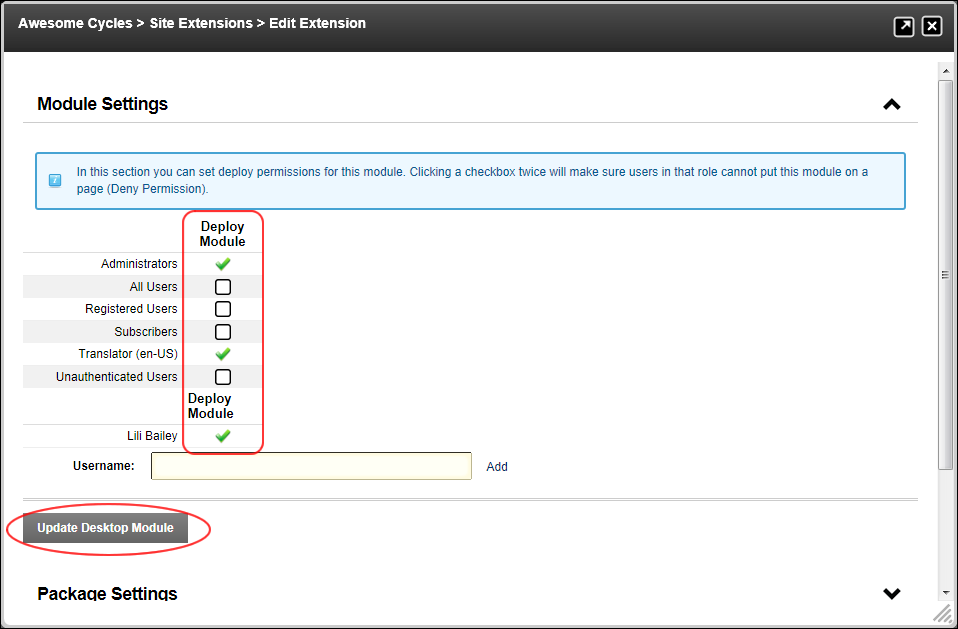 Awesome Cycles > Site Extensions > Edit Extension
Module Settings
In this section you can set deploy permissions for this module. Clicking a checkbox twice will make sure users in that role cannot put this module on a
page (Deny Permission).
Deploy
Module
Administrators
All Users
Registered Users
Subscribers
Translator (en-US)
Unauthenticated Users
Deploy
Module
Lili Bailey
Username: Add
Update Desktop Module
Package Settings